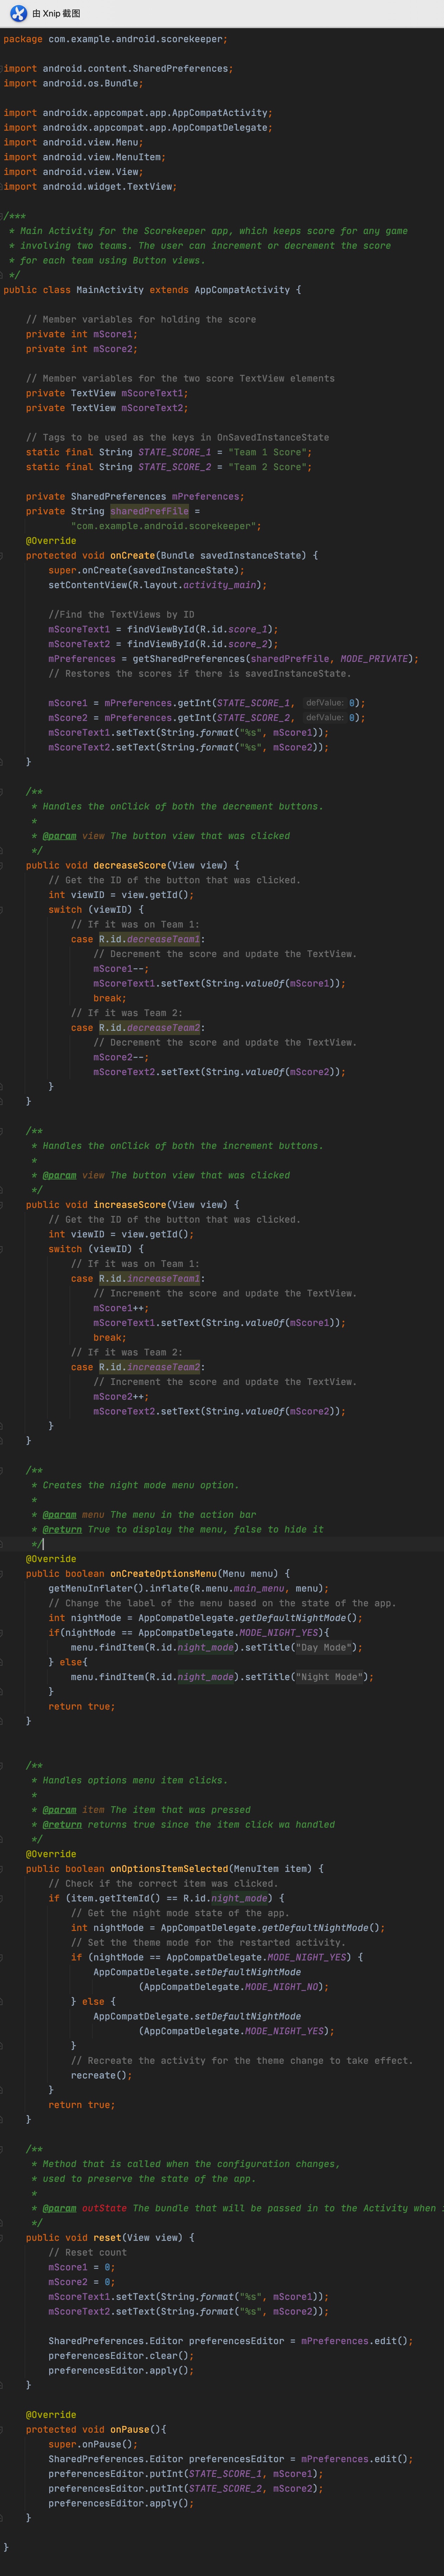 由 Xnip 截图
package com.example.android.scorekeeper;

import android.content.SharedPreferences;
import android.os.Bundle;

import androidx.appcompat.app.AppCompatActivity;
import androidx.appcompat.app.AppCompatDelegate;
import android.view.Menu;
import android.view.MenuItem;
import android.view.View;
import android.widget.TextView;

/***
 * Main Activity for the Scorekeeper app, which keeps score for any game
 * involving two teams. The user can increment or decrement the score
 * for each team using Button views.
 */
public class MainActivity extends AppCompatActivity {

    // Member variables for holding the score
    private int mScore1;
    private int mScore2;

    // Member variables for the two score TextView elements
    private TextView mScoreText1;
    private TextView mScoreText2;

    // Tags to be used as the keys in OnSavedInstanceState
    static final String STATE_SCORE_1 = "Team 1 Score";
    static final String STATE_SCORE_2 = "Team 2 Score";

    private SharedPreferences mPreferences;
    private String sharedPrefFile =
            "com.example.android.scorekeeper";
    @Override
    protected void onCreate(Bundle savedInstanceState) {
        super.onCreate(savedInstanceState);
        setContentView(R.layout.activity_main);

        //Find the TextViews by ID
        mScoreText1 = findViewById(R.id.score_1);
        mScoreText2 = findViewById(R.id.score_2);
        mPreferences = getSharedPreferences(sharedPrefFile, MODE_PRIVATE);
        // Restores the scores if there is savedInstanceState.

        mScore1 = mPreferences.getInt(STATE_SCORE_1, defValue: 0);
        mScore2 = mPreferences.getInt(STATE_SCORE_2, defValue: 0);
        mScoreText1.setText(String.format("%s", mScore1));
        mScoreText2.setText(String.format("%s", mScore2));
    }

    /**
     * Handles the onClick of both the decrement buttons.
     *
     * @param view The button view that was clicked
     */
    public void decreaseScore(View view) {
        // Get the ID of the button that was clicked.
        int viewID = view.getId();
        switch (viewID) {
            // If it was on Team 1:
            case R.id.decreaseTeam1:
                // Decrement the score and update the TextView.
                mScore1--;
                mScoreText1.setText(String.valueOf(mScore1));
                break;
            // If it was Team 2:
            case R.id.decreaseTeam2:
                // Decrement the score and update the TextView.
                mScore2--;
                mScoreText2.setText(String.valueOf(mScore2));
        }
    }

    /**
     * Handles the onClick of both the increment buttons.
     *
     * @param view The button view that was clicked
     */
    public void increaseScore(View view) {
        // Get the ID of the button that was clicked.
        int viewID = view.getId();
        switch (viewID) {
            // If it was on Team 1:
            case R.id.increaseTeam1:
                // Increment the score and update the TextView.
                mScore1++;
                mScoreText1.setText(String.valueOf(mScore1));
                break;
            // If it was Team 2:
            case R.id.increaseTeam2:
                // Increment the score and update the TextView.
                mScore2++;
                mScoreText2.setText(String.valueOf(mScore2));
        }
    }

    /**
     * Creates the night mode menu option.
     *
     * @param menu The menu in the action bar
     * @return True to display the menu, false to hide it
     */
    @Override
    public boolean onCreateOptionsMenu(Menu menu) {
        getMenuInflater().inflate(R.menu.main_menu, menu);
        // Change the label of the menu based on the state of the app.
        int nightMode = AppCompatDelegate.getDefaultNightMode();
        if(nightMode == AppCompatDelegate.MODE_NIGHT_YES){
            menu.findItem(R.id.night_mode).setTitle("Day Mode");
        } else{
            menu.findItem(R.id.night_mode).setTitle("Night Mode");
        }
        return true;
    }


    /**
     * Handles options menu item clicks.
     *
     * @param item The item that was pressed
     * @return returns true since the item click wa handled
     */
    @Override
    public boolean onOptionsItemSelected(MenuItem item) {
        // Check if the correct item was clicked.
        if (item.getItemId() == R.id.night_mode) {
            // Get the night mode state of the app.
            int nightMode = AppCompatDelegate.getDefaultNightMode();
            // Set the theme mode for the restarted activity.
            if (nightMode == AppCompatDelegate.MODE_NIGHT_YES) {
                AppCompatDelegate.setDefaultNightMode
                        (AppCompatDelegate.MODE_NIGHT_NO);
            } else {
                AppCompatDelegate.setDefaultNightMode
                        (AppCompatDelegate.MODE_NIGHT_YES);
            }
            // Recreate the activity for the theme change to take effect.
            recreate();
        }
        return true;
    }

    /**
     * Method that is called when the configuration changes,
     * used to preserve the state of the app.
     *
     * @param outState The bundle that will be passed in to the Activity when
     */
    public void reset(View view) {
        // Reset count
        mScore1 = 0;
        mScore2 = 0;
        mScoreText1.setText(String.format("%s", mScore1));
        mScoreText2.setText(String.format("%s", mScore2));

        SharedPreferences.Editor preferencesEditor = mPreferences.edit();
        preferencesEditor.clear();
        preferencesEditor.apply();
    }

    @Override
    protected void onPause(){
        super.onPause();
        SharedPreferences.Editor preferencesEditor = mPreferences.edit();
        preferencesEditor.putInt(STATE_SCORE_1, mScore1);
        preferencesEditor.putInt(STATE_SCORE_2, mScore2);
        preferencesEditor.apply();
    }

}